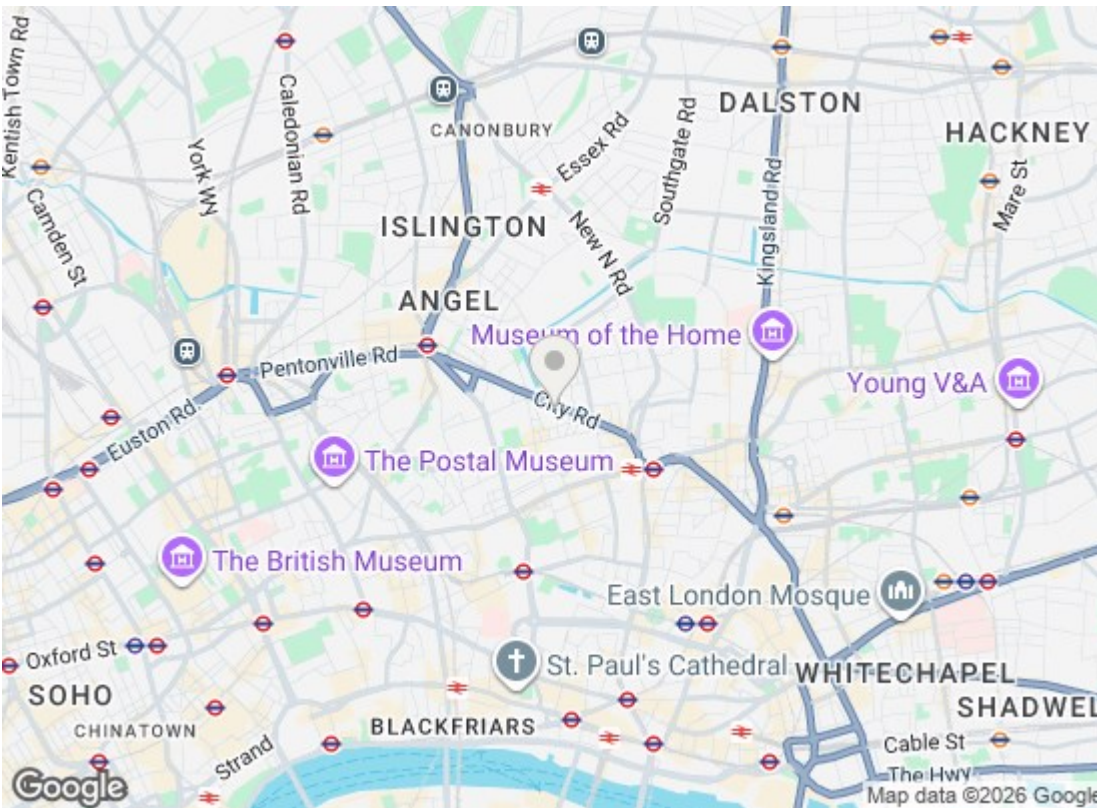 Kentish Town Rd
Caledonian Rd
York Wy
Camden St
CANONBURY
Essex Rd
Southgate Rd
DALSTON
HACKNEY
Mare St
Kingsland Rd
ISLINGTON
New N Rd
ANGEL
Museum of the Home
Pentonville Rd
Young V&A
City Rd
Euston Rd
The Postal Museum
The British Museum
East London Mosque
Oxford St
St. Paul's Cathedral
WHITECHAPEL
SOHO
SHADWEL
CHINATOWN
BLACKFRIARS
Strand
Cable St
The Hwy
Google
Map data ©2026 Google